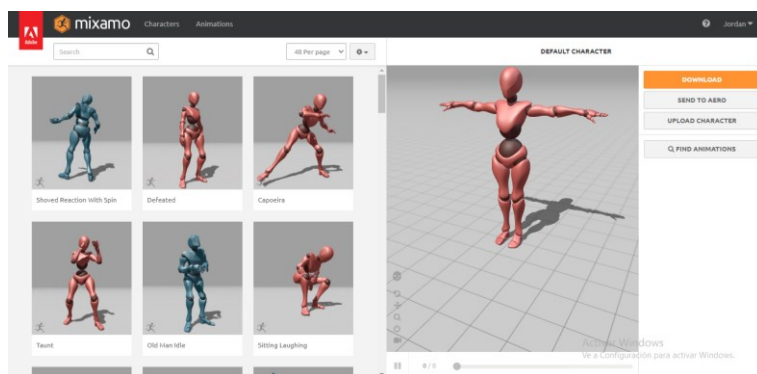 Adobe
mixamo Characters Animations Jordan
Search 48 Per page
DEFAULT CHARACTER
DOWNLOAD
SEND TO AERO
UPLOAD CHARACTER
FIND ANIMATIONS
Shoved Reaction With Spin Defeated Capoeira
Taunt Old Man Idle Sitting Laughing
Activar Windows
Ve a Configuración para activar Windows.
0 / 0